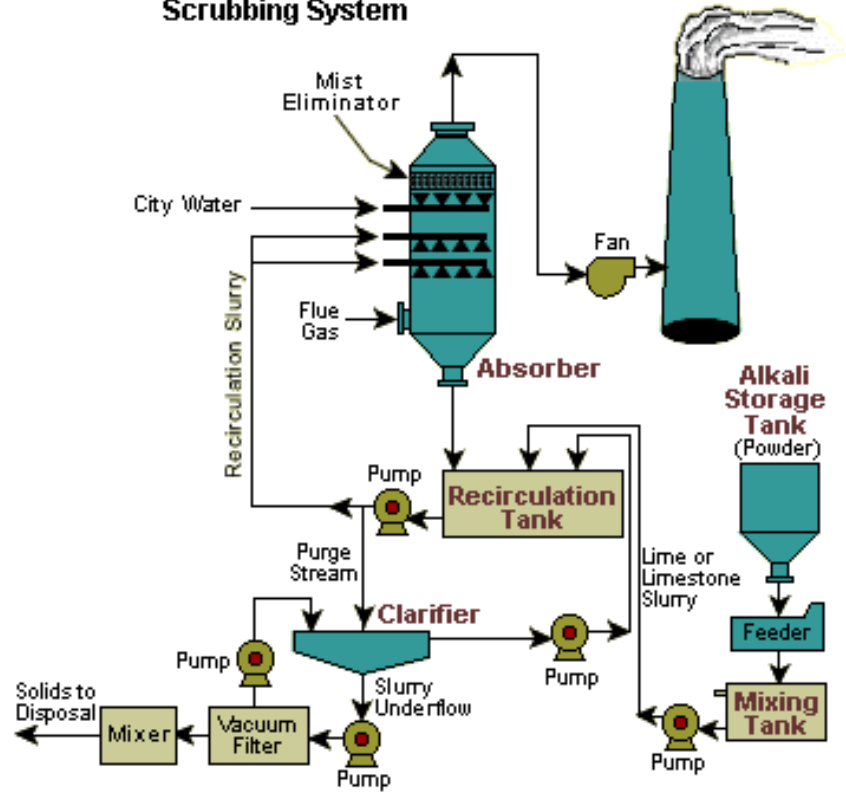 Scrubbing System
Mist
Eliminator
City Water
Fan
Recirculation Slurry
Flue
Gas
Absorber
Alkali
Storage
Tank
(Powder)
Pump
Recirculation
Tank
Purge
Stream
Lime or
Limestone
Slurry
Clarifier
Feeder
Pump
Pump
Slurry
Underflow
Solids to
Disposal
Mixer
Vacuum
Filter
Mixing
Tank
Pump
Pump